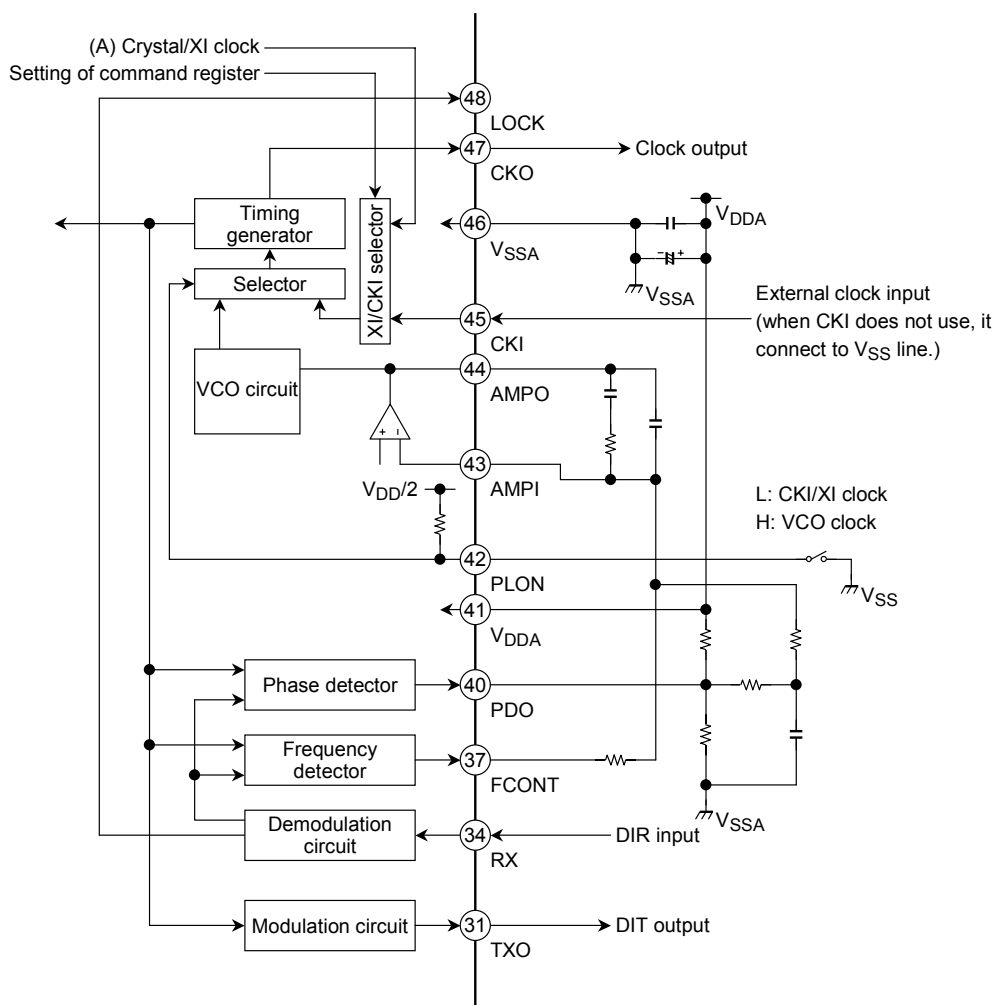 (A) Crystal/XI clock
Setting of command register
48
LOCK
47
Clock output
CKO
Timing
generator
XI/CKI selector
46
VSSA
VDDA
- +
VSSA
Selector
External clock input
(when CKI does not use, it
connect to VSS line.)
45
CKI
44
AMPO
VCO circuit
+ -
43
AMPI
VDD/2
L: CKI/XI clock
H: VCO clock
42
PLON
VSS
41
VDDA
Phase detector
40
PDO
Frequency
detector
37
FCONT
VSSA
Demodulation
circuit
34
DIR input
RX
Modulation circuit
31
DIT output
TXO